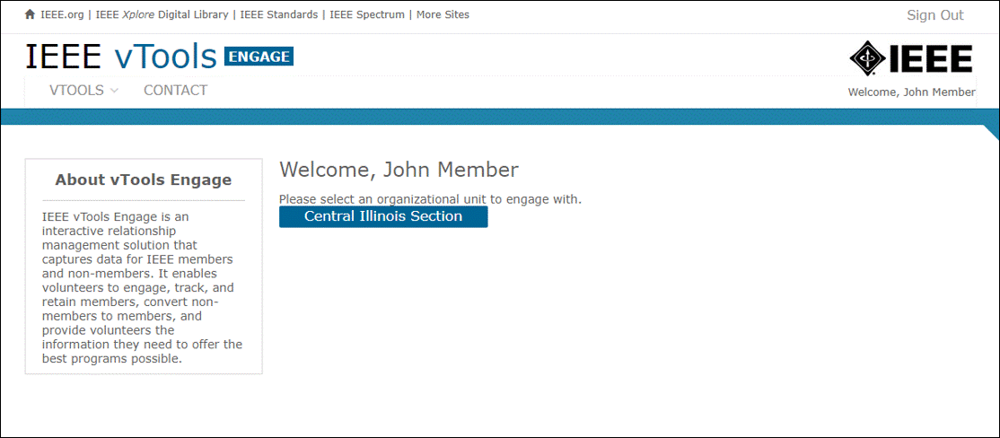 IEEE.org | IEEE Xplore Digital Library | IEEE Standards | IEEE Spectrum | More Sites
Sign Out
IEEE vTools ENGAGE
IEEE
VTOOLS CONTACT
Welcome, John Member
About vTools Engage
IEEE vTools Engage is an
interactive relationship
management solution that
captures data for IEEE members
and non-members. It enables
volunteers to engage, track, and
retain members, convert non-
members to members, and
provide volunteers the
information they need to offer the
best programs possible.
Welcome, John Member
Please select an organizational unit to engage with.
Central Illinois Section